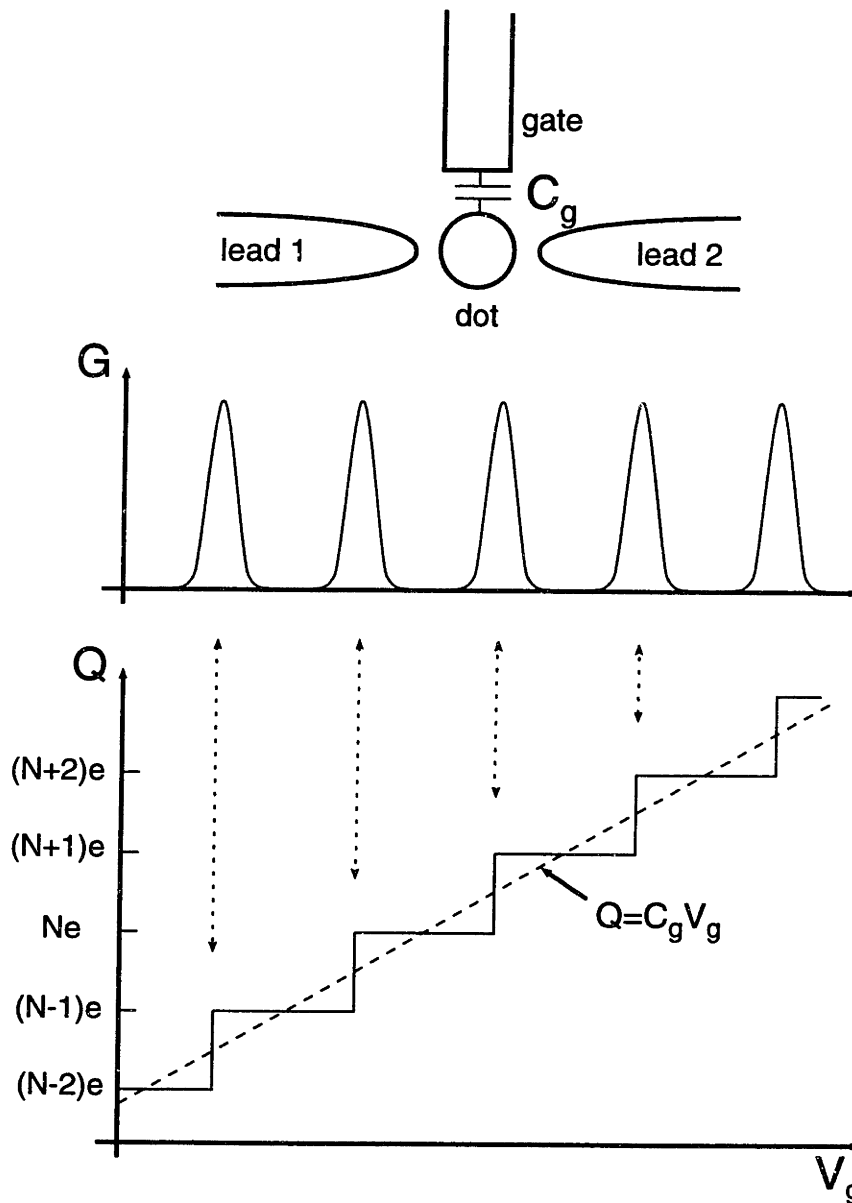 gate
C_g
lead 1
lead 2
dot
G
Q
(N+2)e
(N+1)e
Q=C_gV_g
Ne
(N-1)e
(N-2)e
V_g